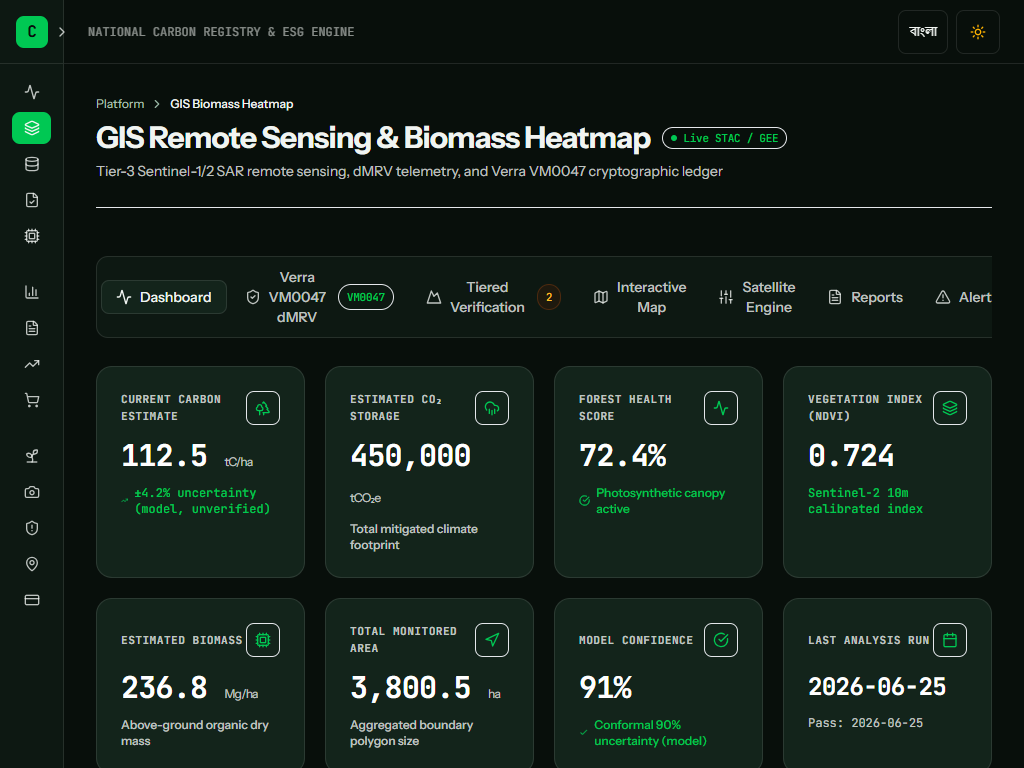 C
NATIONAL CARBON REGISTRY & ESG ENGINE
বাংলা
Platform > GIS Biomass Heatmap
GIS Remote Sensing & Biomass Heatmap
Live STAC / GEE
Tier-3 Sentinel-1/2 SAR remote sensing, dMRV telemetry, and Verra VM0047 cryptographic ledger
Dashboard
Verra
VM0047
dMRV
VM0047
Tiered
Verification
2
Interactive
Map
Satellite
Engine
Reports
Alert
CURRENT CARBON
ESTIMATE
112.5 tC/ha
±4.2% uncertainty
(model, unverified)
ESTIMATED CO₂
STORAGE
450,000
tCO₂e
Total mitigated climate
footprint
FOREST HEALTH
SCORE
72.4%
Photosynthetic canopy
active
VEGETATION INDEX
(NDVI)
0.724
Sentinel-2 10m
calibrated index
ESTIMATED BIOMASS
236.8 Mg/ha
Above-ground organic dry
mass
TOTAL MONITORED
AREA
3,800.5 ha
Aggregated boundary
polygon size
MODEL CONFIDENCE
91%
Conformal 90%
uncertainty (model)
LAST ANALYSIS RUN
2026-06-25
Pass: 2026-06-25